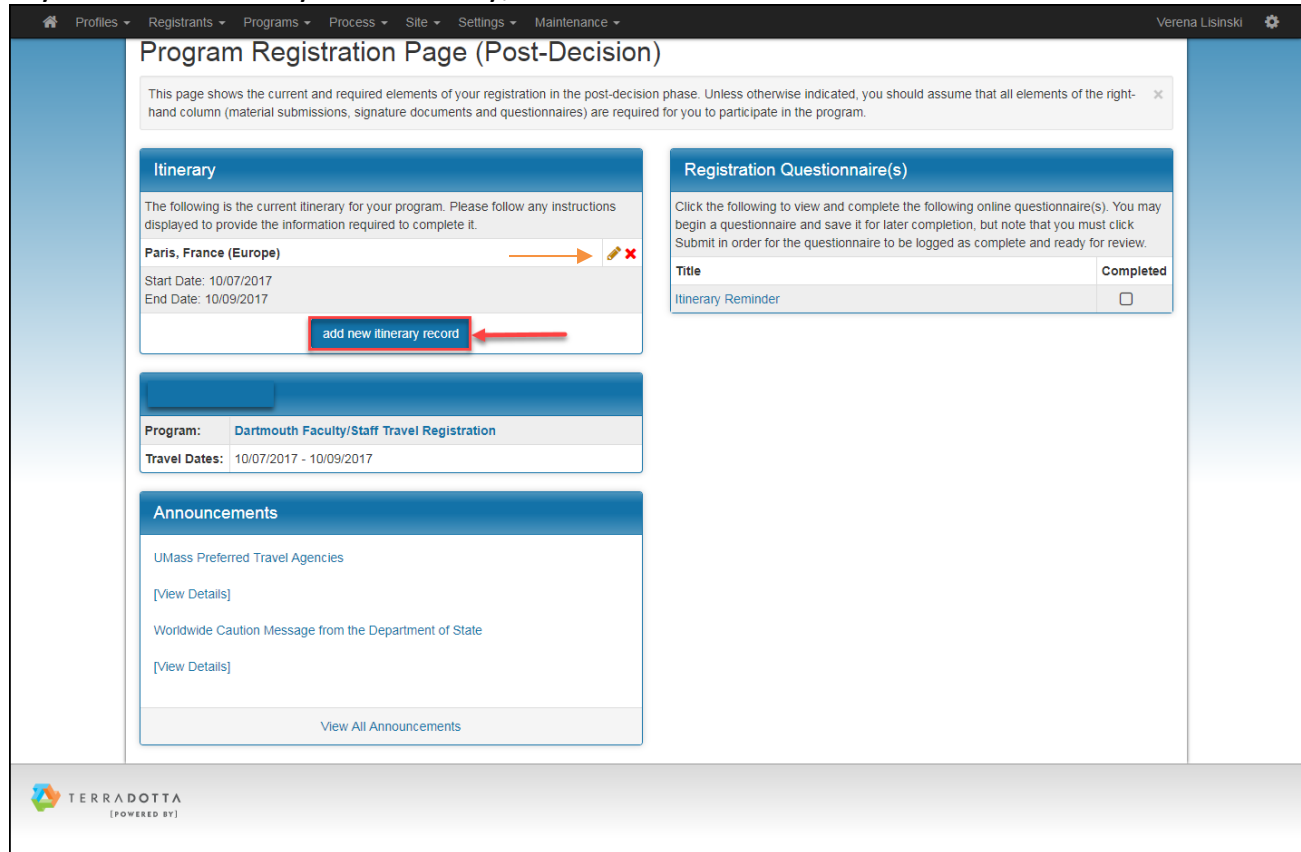 Profiles Registrants Programs Process Site Settings Maintenance Verena Lisinski
Program Registration Page (Post-Decision)
This page shows the current and required elements of your registration in the post-decision phase. Unless otherwise indicated, you should assume that all elements of the right- ×
hand column (material submissions, signature documents and questionnaires) are required for you to participate in the program.
Itinerary
The following is the current itinerary for your program. Please follow any instructions
displayed to provide the information required to complete it.
Paris, France (Europe)
Start Date: 10/07/2017
End Date: 10/09/2017
add new itinerary record
Registration Questionnaire(s)
Click the following to view and complete the following online questionnaire(s). You may
begin a questionnaire and save it for later completion, but note that you must click
Submit in order for the questionnaire to be logged as complete and ready for review.
Title Completed
Itinerary Reminder
Program: Dartmouth Faculty/Staff Travel Registration
Travel Dates: 10/07/2017 - 10/09/2017
Announcements
UMass Preferred Travel Agencies
[View Details]
Worldwide Caution Message from the Department of State
[View Details]
View All Announcements
TERRADOTTA
[POWERED BY]